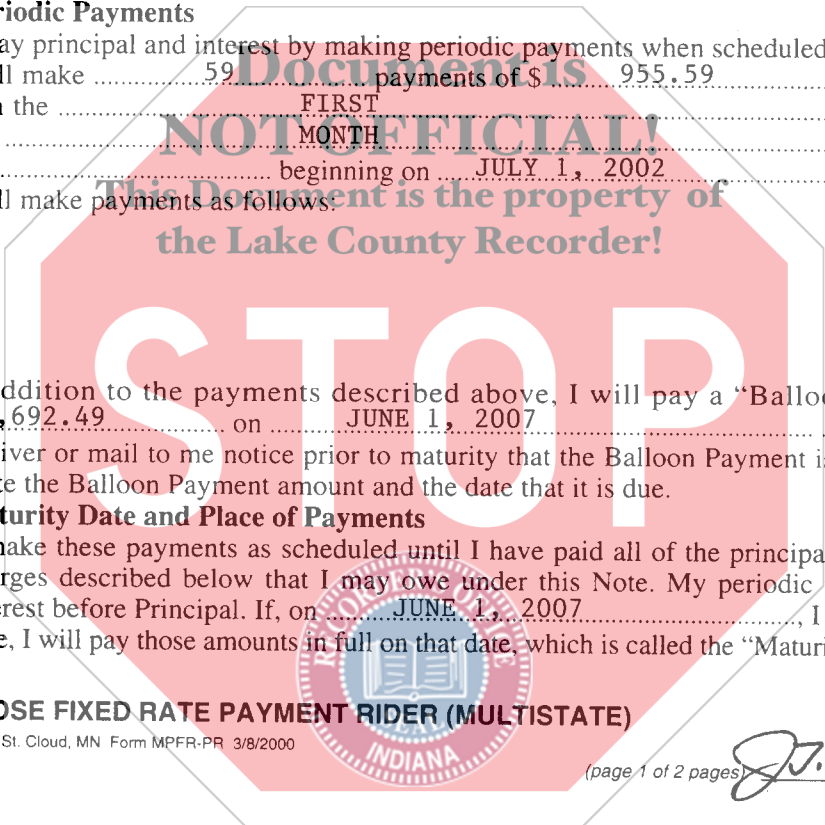 riodic Payments
ay principal and interest by making periodic payments when scheduled
ll make .................... 59 .................... payments of $ ............ 955.59
the ........................ FIRST ........................
........................ MONTH ........................
........................ beginning on ..... JULY 1, 2002 ........................
ll make payments as follows:
Document is
NOT OFFICIAL!
This Document is the property of
the Lake County Recorder!
STOP
ddition to the payments described above, I will pay a “Balloo
,692.49 .................... on ............ JUNE 1, 2007 ........................
iver or mail to me notice prior to maturity that the Balloon Payment is
te the Balloon Payment amount and the date that it is due.
turity Date and Place of Payments
nake these payments as scheduled until I have paid all of the principa
rges described below that I may owe under this Note. My periodic
rest before Principal. If, on ........ JUNE 1, 2007 ........................, I
e, I will pay those amounts in full on that date, which is called the “Maturi
RECORDER'S OFFICE
SEAL
INDIANA
OSE FIXED RATE PAYMENT RIDER (MULTISTATE)
St. Cloud, MN Form MPFR-PR 3/8/2000
(page 1 of 2 pages)